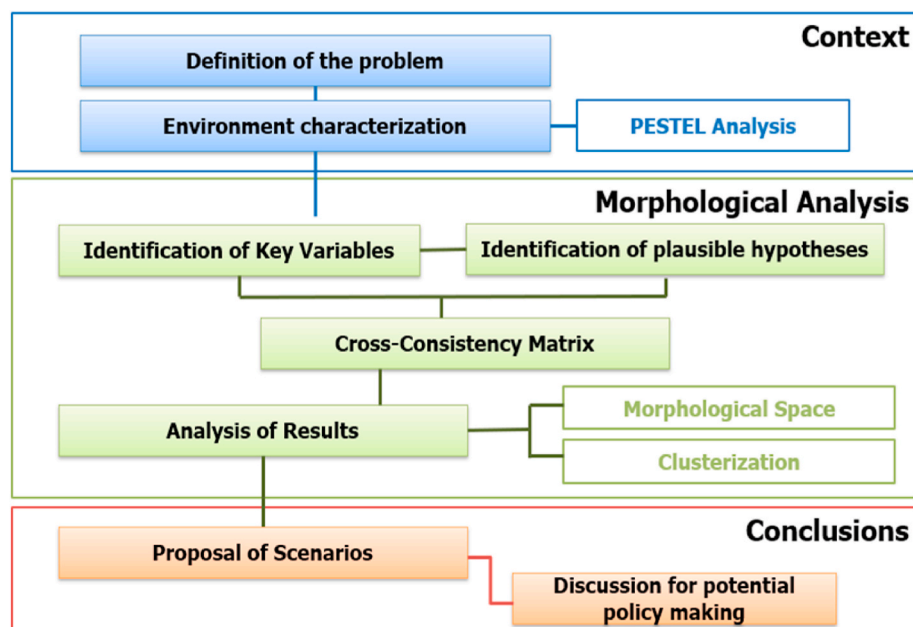 Context
Definition of the problem
Environment characterization
PESTEL Analysis
Morphological Analysis
Identification of Key Variables
Identification of plausible hypotheses
Cross-Consistency Matrix
Analysis of Results
Morphological Space
Clusterization
Conclusions
Proposal of Scenarios
Discussion for potential
policy making